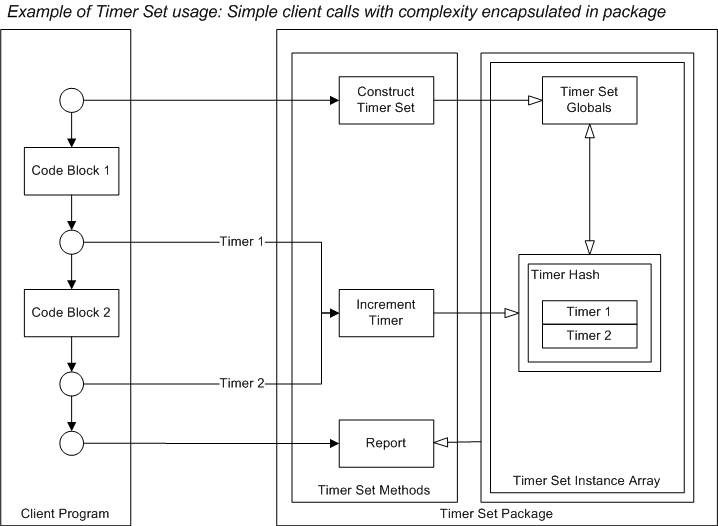 Example of Timer Set usage: Simple client calls with complexity encapsulated in package
Construct
Timer Set
Timer Set
Globals
Code Block 1
Timer 1
Timer Hash
Code Block 2
Increment
Timer
Timer 1
Timer 2
Timer 2
Report
Timer Set Methods
Timer Set Instance Array
Client Program
Timer Set Package